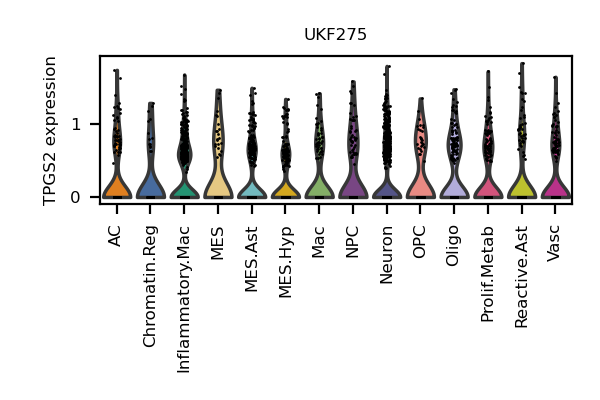 UKF275
TPGS2 expression
1
0
AC
Chromatin.Reg
Inflammatory.Mac
MES
MES.Ast
MES.Hyp
Mac
NPC
Neuron
OPC
Oligo
Prolif.Metab
Reactive.Ast
Vasc